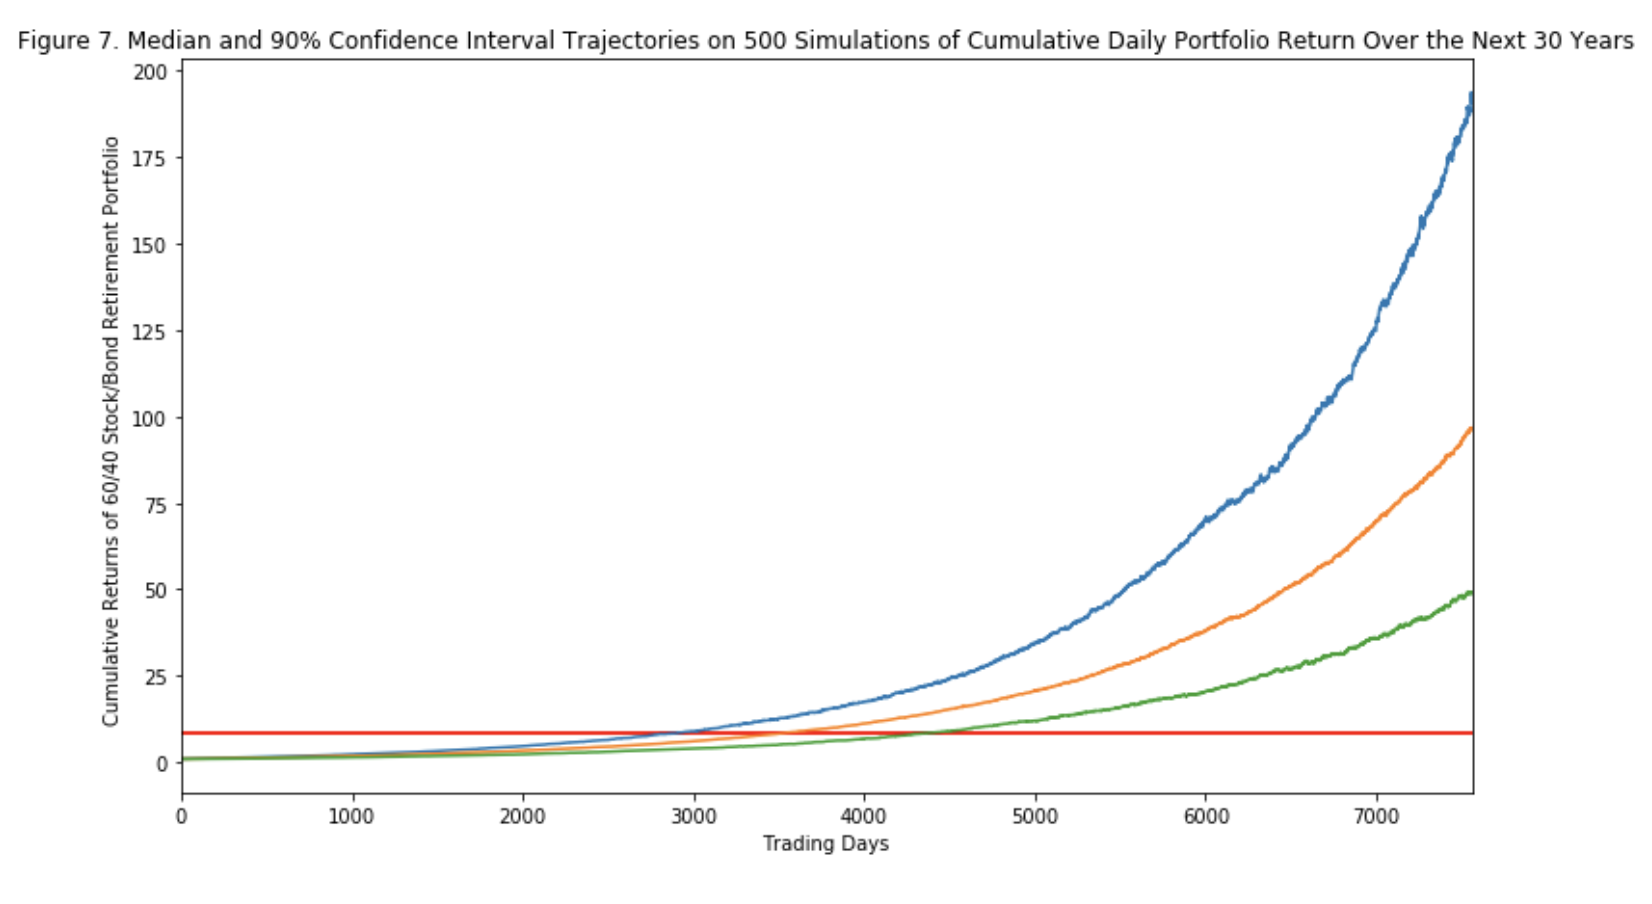 Figure 7. Median and 90% Confidence Interval Trajectories on 500 Simulations of Cumulative Daily Portfolio Return Over the Next 30 Years
Cumulative Returns of 60/40 Stock/Bond Retirement Portfolio
200
175
150
125
100
75
50
25
0
0 1000 2000 3000 4000 5000 6000 7000
Trading Days